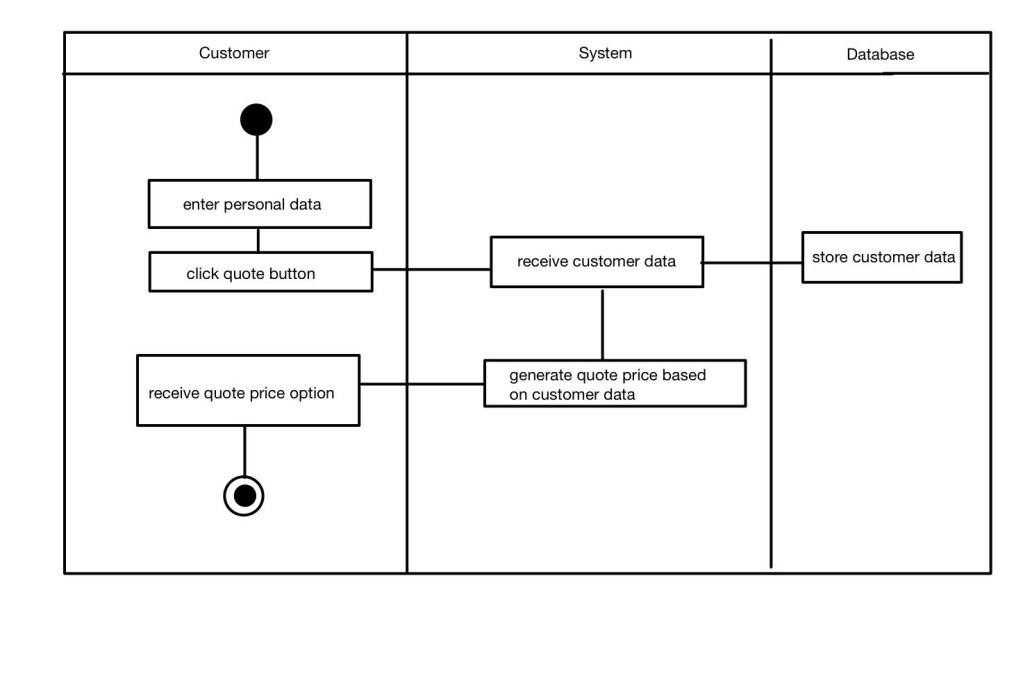 Customer
System
Database
enter personal data
click quote button
receive customer data
store customer data
receive quote price option
generate quote price based
on customer data